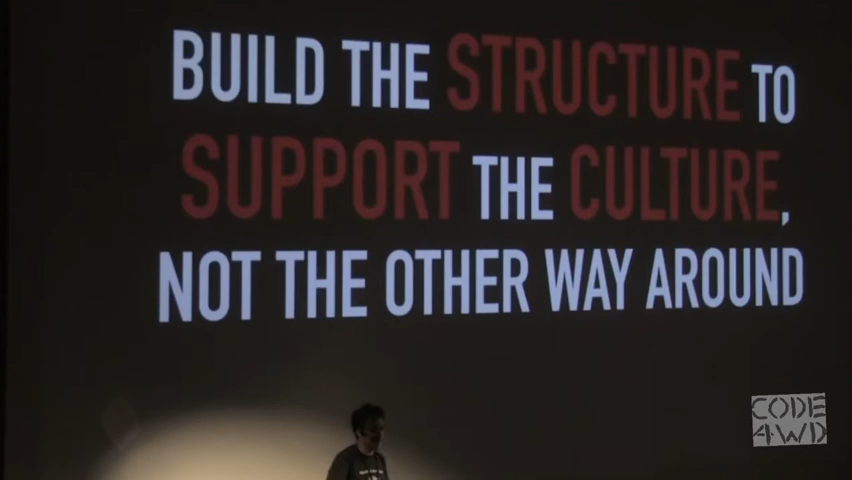 BUILD THE STRUCTURE TO
SUPPORT THE CULTURE,
NOT THE OTHER WAY AROUND
CODE
4WD